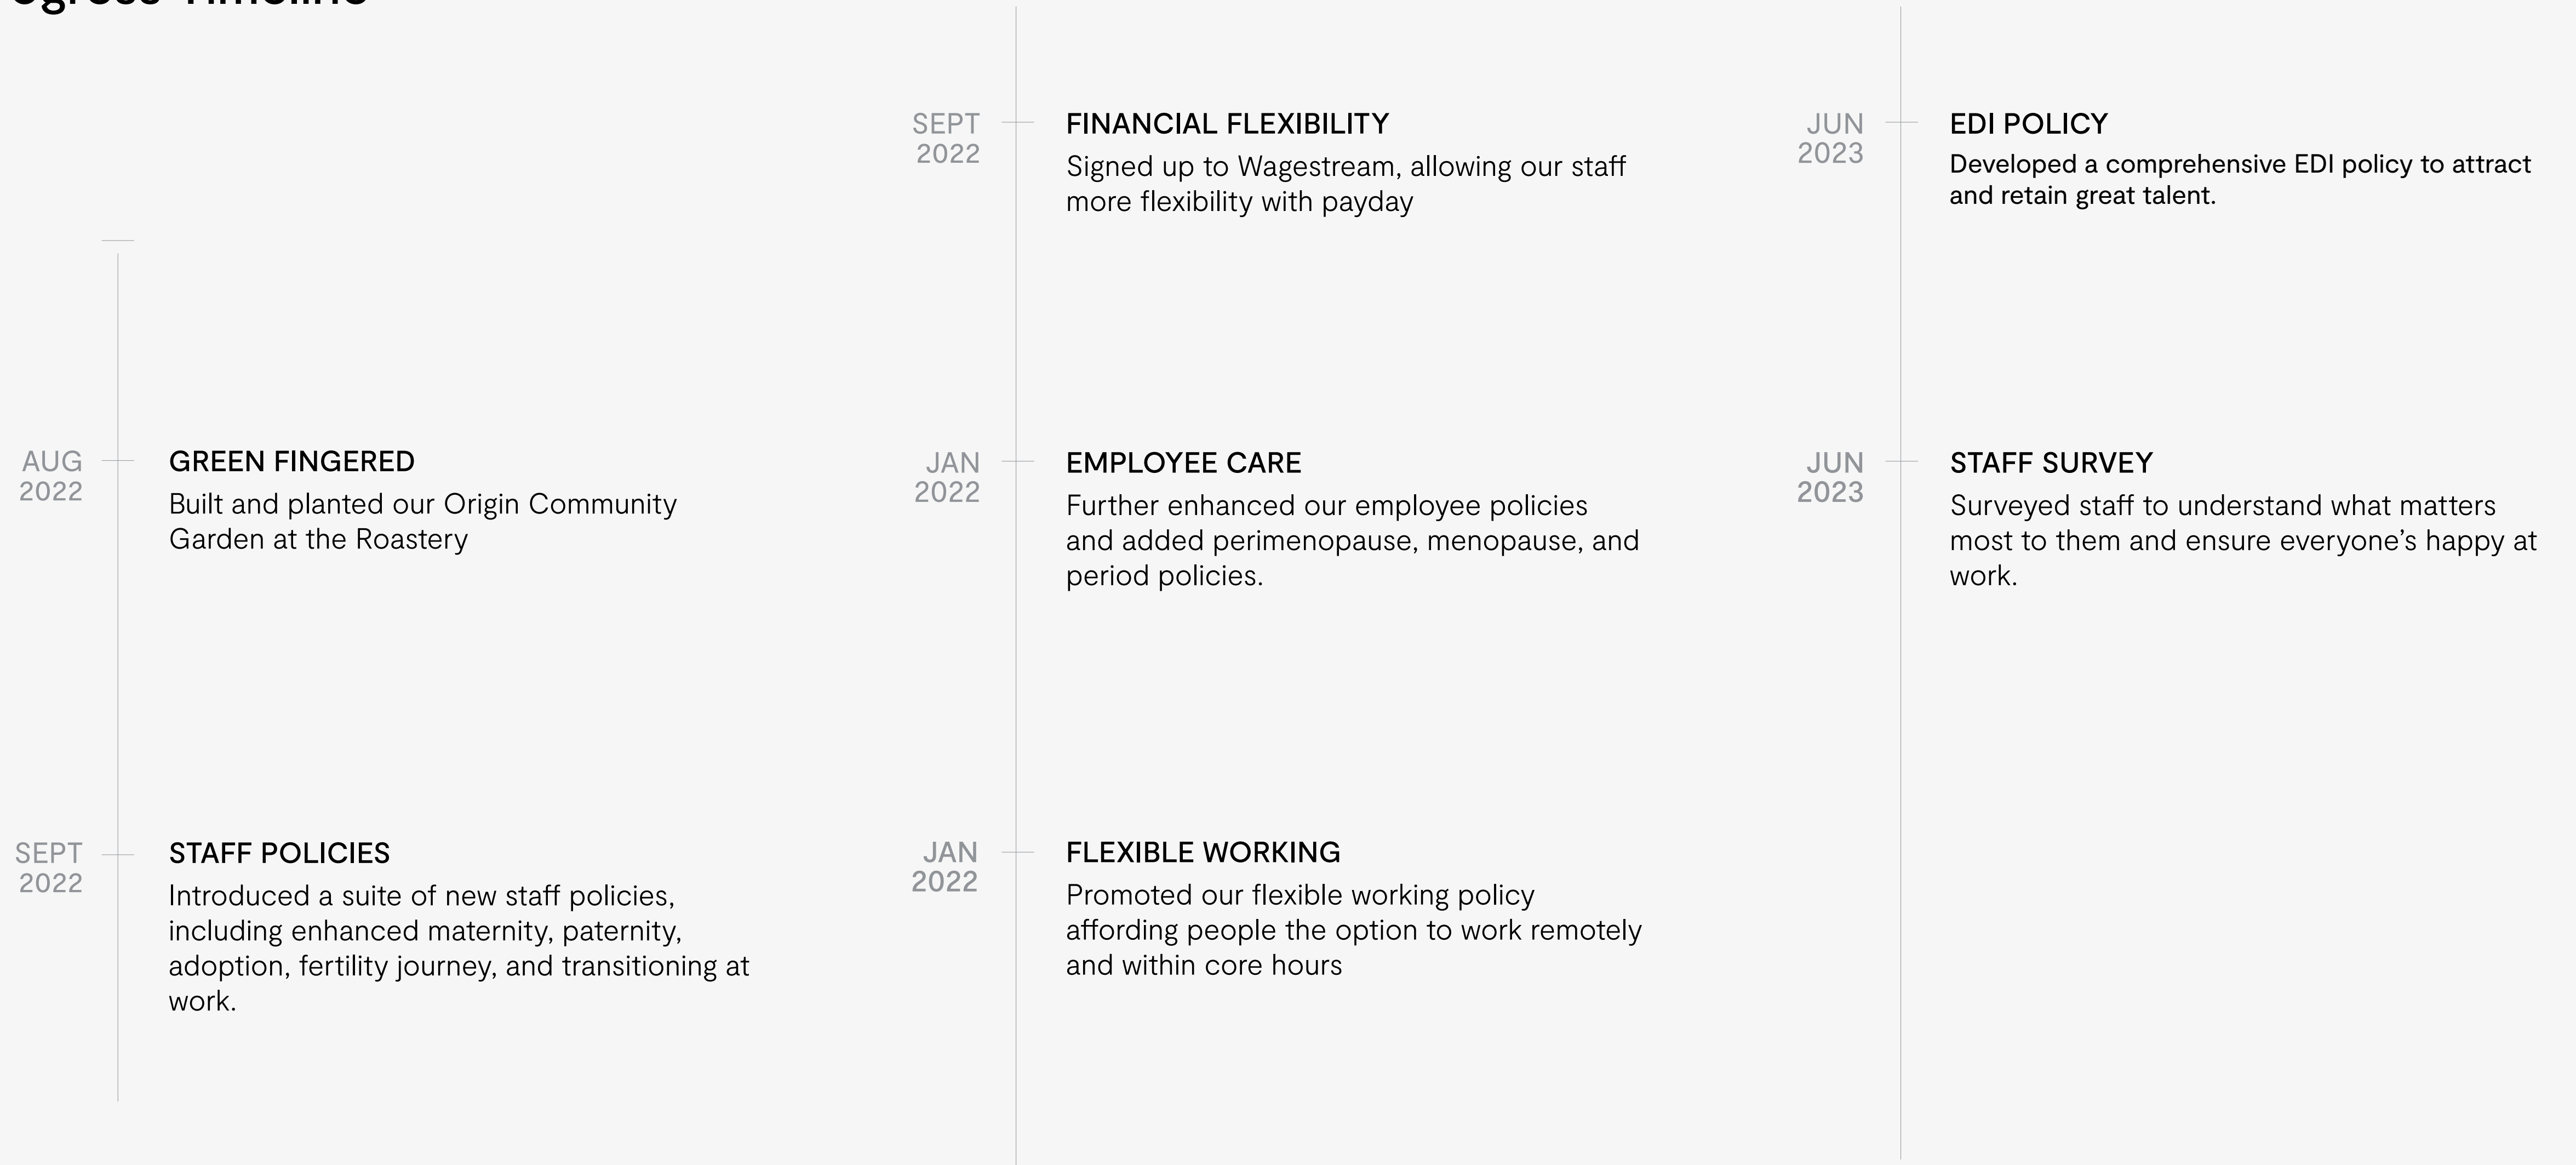 AUG
2022
GREEN FINGERED
Built and planted our Origin Community
Garden at the Roastery
SEPT
2022
STAFF POLICIES
Introduced a suite of new staff policies,
including enhanced maternity, paternity,
adoption, fertility journey, and transitioning at
work.
SEPT
2022
FINANCIAL FLEXIBILITY
Signed up to Wagestream, allowing our staff
more flexibility with payday
JAN
2022
EMPLOYEE CARE
Further enhanced our employee policies
and added perimenopause, menopause, and
period policies.
JAN
2022
FLEXIBLE WORKING
Promoted our flexible working policy
affording people the option to work remotely
and within core hours
JUN
2023
EDI POLICY
Developed a comprehensive EDI policy to attract
and retain great talent.
JUN
2023
STAFF SURVEY
Surveyed staff to understand what matters
most to them and ensure everyone’s happy at
work.